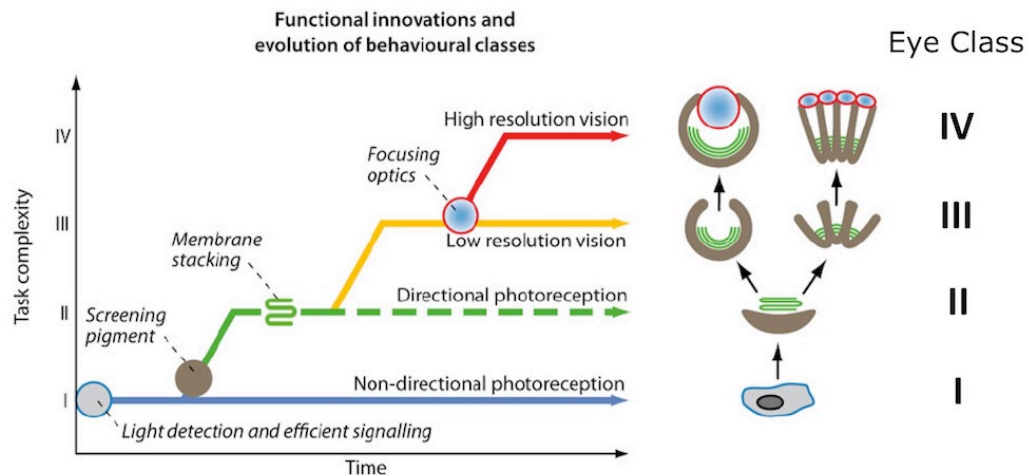 Functional innovations and
evolution of behavioural classes
Eye Class
Task complexity
IV
III
II
I
High resolution vision
Focusing
optics
Low resolution vision
Membrane
stacking
Directional photoreception
Screening
pigment
Non-directional photoreception
Light detection and efficient signalling
Time
IV
III
II
I